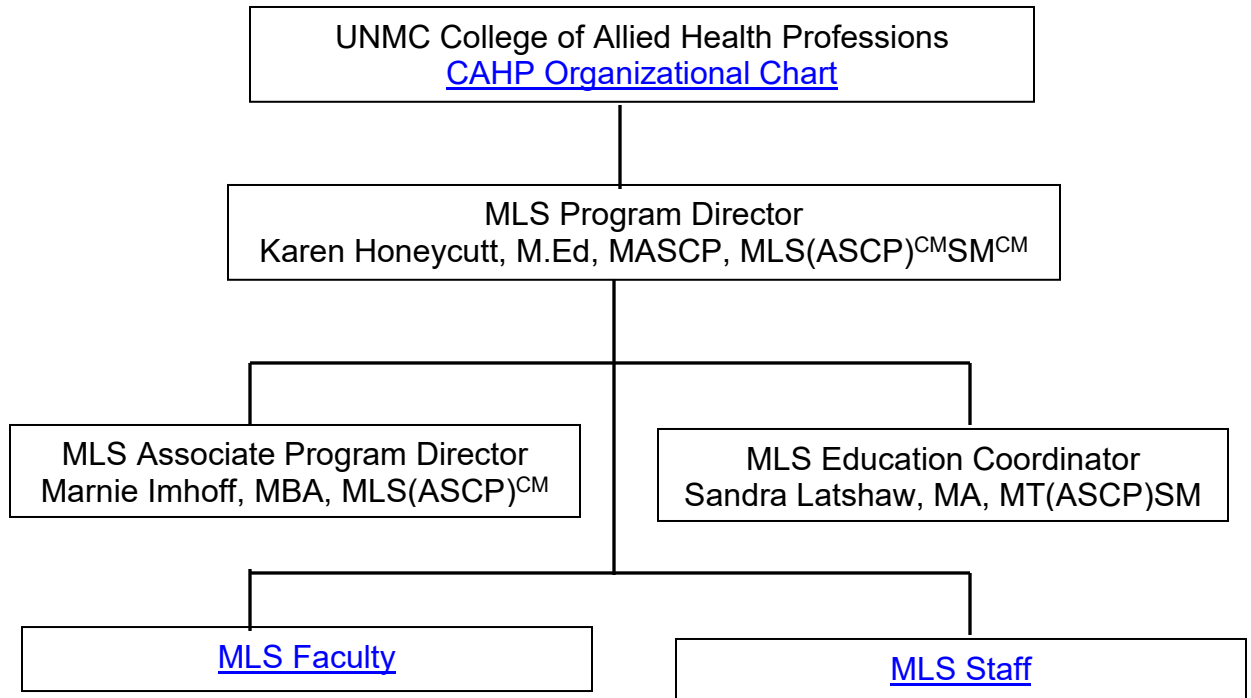 UNMC College of Allied Health Professions
CAHP Organizational Chart
MLS Program Director
Karen Honeycutt, M.Ed, MASCP, MLS(ASCP)ᶜᴹSMᶜᴹ
MLS Associate Program Director
Marnie Imhoff, MBA, MLS(ASCP)ᶜᴹ
MLS Education Coordinator
Sandra Latshaw, MA, MT(ASCP)SM
MLS Faculty
MLS Staff